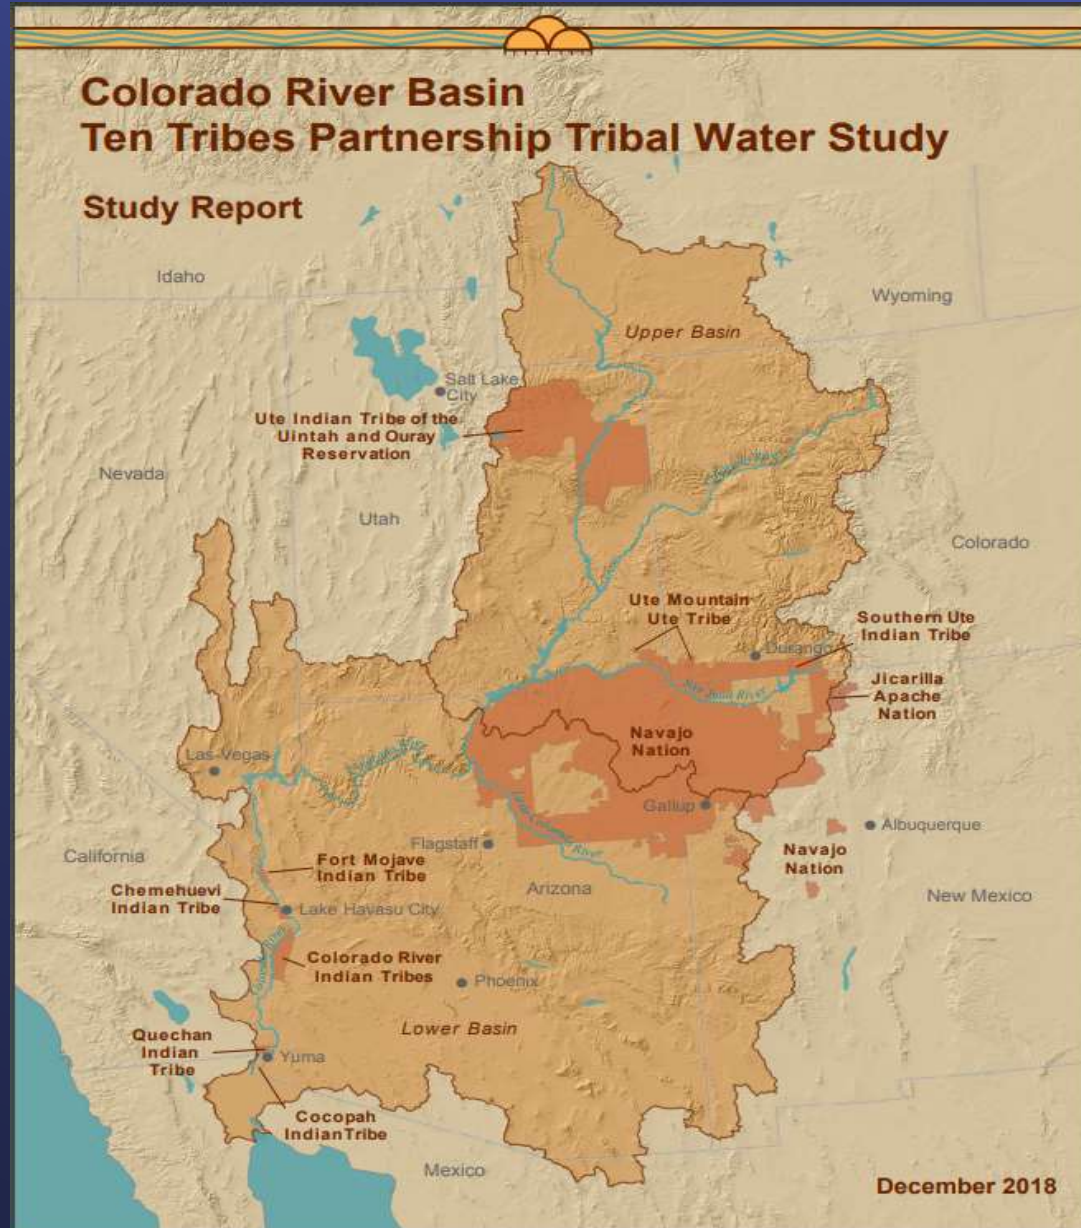 Colorado River Basin
Ten Tribes Partnership Tribal Water Study
Study Report
Idaho
Wyoming
Upper Basin
Salt Lake
City
Ute Indian Tribe of the
Uintah and Ouray
Reservation
Nevada
Utah
Colorado
Ute Mountain
Ute Tribe
Southern Ute
Indian Tribe
Durango
Jicarilla
Apache
Nation
San Juan River
Navajo
Nation
Las Vegas
Gallup
Albuquerque
Flagstaff
Little Colorado River
California
Navajo
Nation
Fort Mojave
Indian Tribe
Arizona
New Mexico
Chemehuevi
Indian Tribe
Lake Havasu City
Colorado River
Indian Tribes
Phoenix
Lower Basin
Quechan
Indian
Tribe
Yuma
Cocopah
IndianTribe
Mexico
December 2018